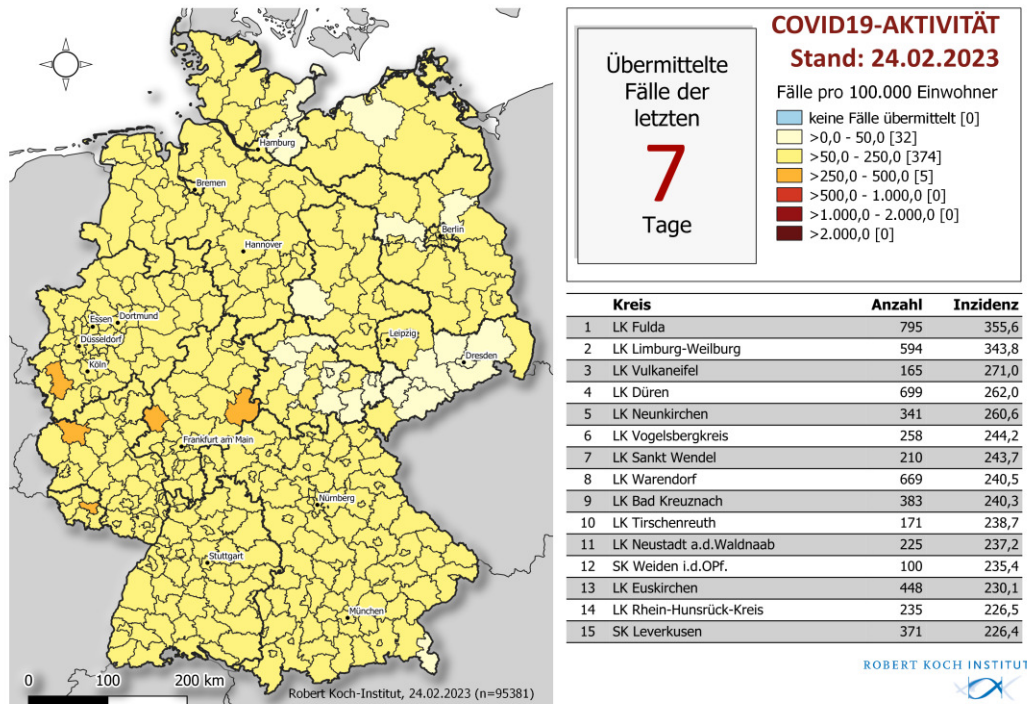 COVID19-AKTIVITÄT
Stand: 24.02.2023
Übermittelte
Fälle der
letzten
7
Tage
Fälle pro 100.000 Einwohner
keine Fälle übermittelt [0]
>0,0 - 50,0 [32]
>50,0 - 250,0 [374]
>250,0 - 500,0 [5]
>500,0 - 1.000,0 [0]
>1.000,0 - 2.000,0 [0]
>2.000,0 [0]
Hamburg
Bremen
Berlin
Hannover
Essen
Dortmund
Düsseldorf
Leipzig
Dresden
Köln
Frankfurt am Main
Nürnberg
Stuttgart
München
0 100 200 km
Robert Koch-Institut, 24.02.2023 (n=95381)
Kreis Anzahl Inzidenz
1 LK Fulda 795 355,6
2 LK Limburg-Weilburg 594 343,8
3 LK Vulkaneifel 165 271,0
4 LK Düren 699 262,0
5 LK Neunkirchen 341 260,6
6 LK Vogelsbergkreis 258 244,2
7 LK Sankt Wendel 210 243,7
8 LK Warendorf 669 240,5
9 LK Bad Kreuznach 383 240,3
10 LK Tirschenreuth 171 238,7
11 LK Neustadt a.d.Waldnaab 225 237,2
12 SK Weiden i.d.OPf. 100 235,4
13 LK Euskirchen 448 230,1
14 LK Rhein-Hunsrück-Kreis 235 226,5
15 SK Leverkusen 371 226,4
ROBERT KOCH INSTITUT